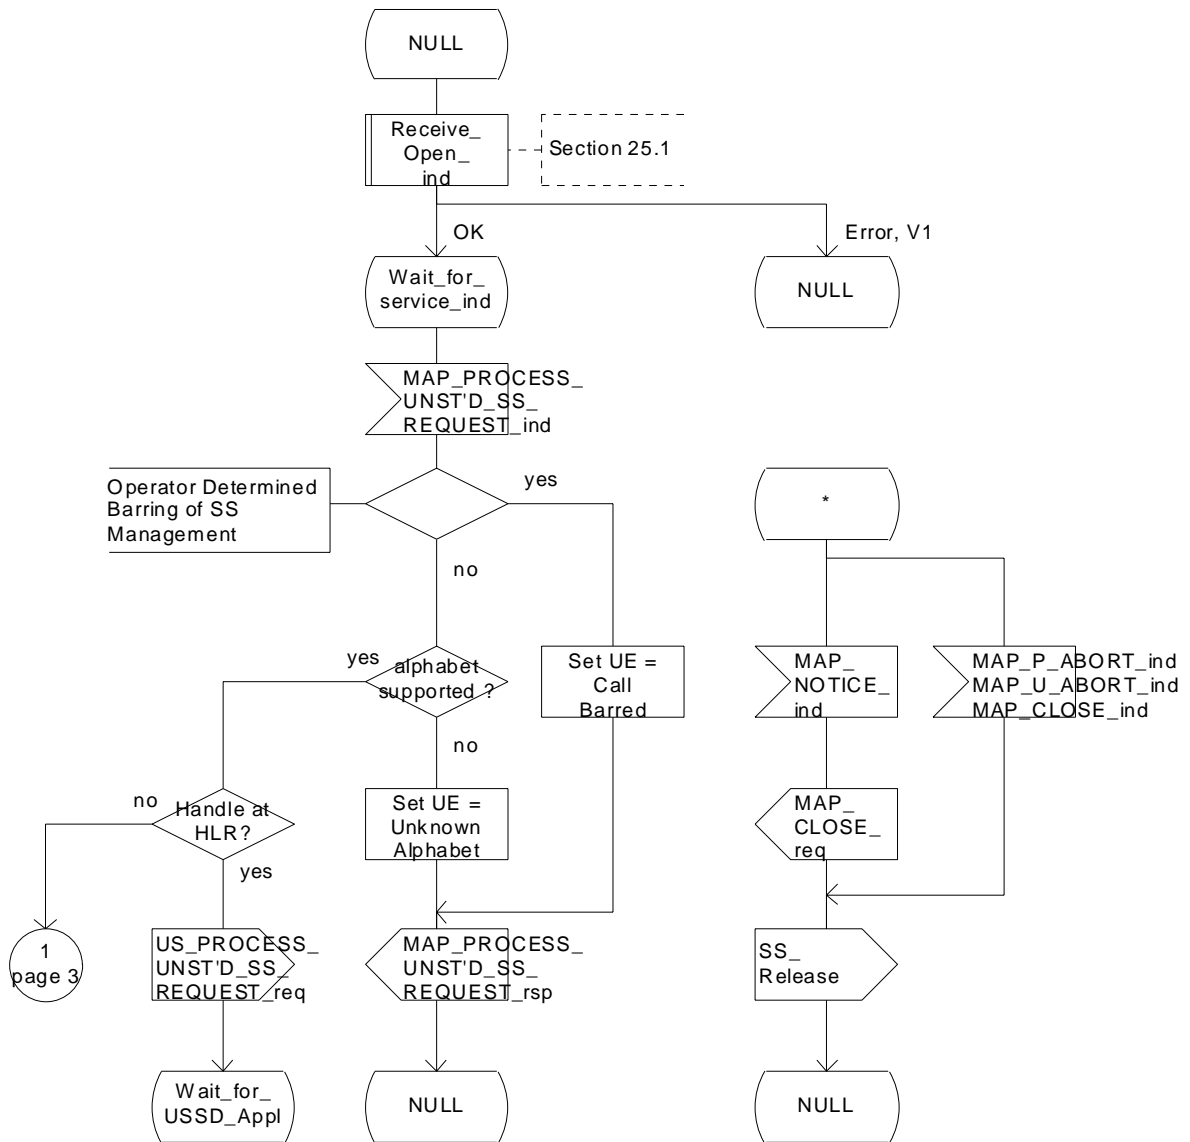 NULL
Receive_
Open_
ind
Section 25.1
OK
Error, V1
Wait_for_
service_ind
NULL
MAP_PROCESS_
UNST'D_SS_
REQUEST_ind
Operator Determined
Barring of SS
Management
yes
no
*
yes
alphabet
supported ?
Set UE =
Call
Barred
MAP_
NOTICE_
ind
MAP_P_ABORT_ind
MAP_U_ABORT_ind
MAP_CLOSE_ind
no
no
Handle at
HLR?
yes
Set UE =
Unknown
Alphabet
MAP_
CLOSE_
req
1
page 3
US_PROCESS_
UNST'D_SS_
REQUEST_req
MAP_PROCESS_
UNST'D_SS_
REQUEST_rsp
SS_
Release
Wait_for_
USSD_Appl
NULL
NULL